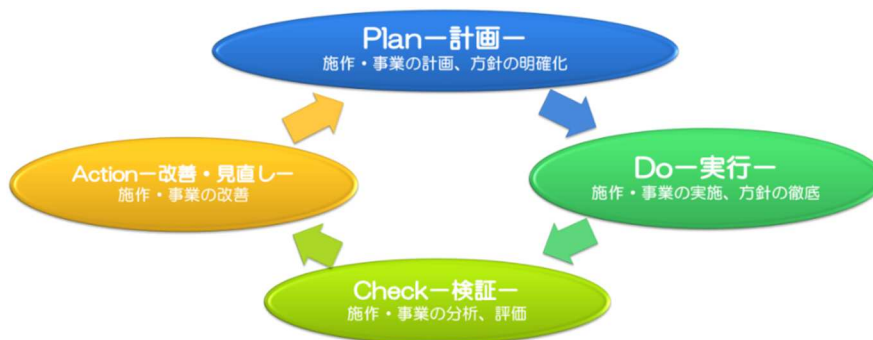 Planー計画ー
施作・事業の計画、方針の明確化
Actionー改善・見直しー
施作・事業の改善
Doー実行ー
施作・事業の実施、方針の徹底
Checkー検証ー
施作・事業の分析、評価